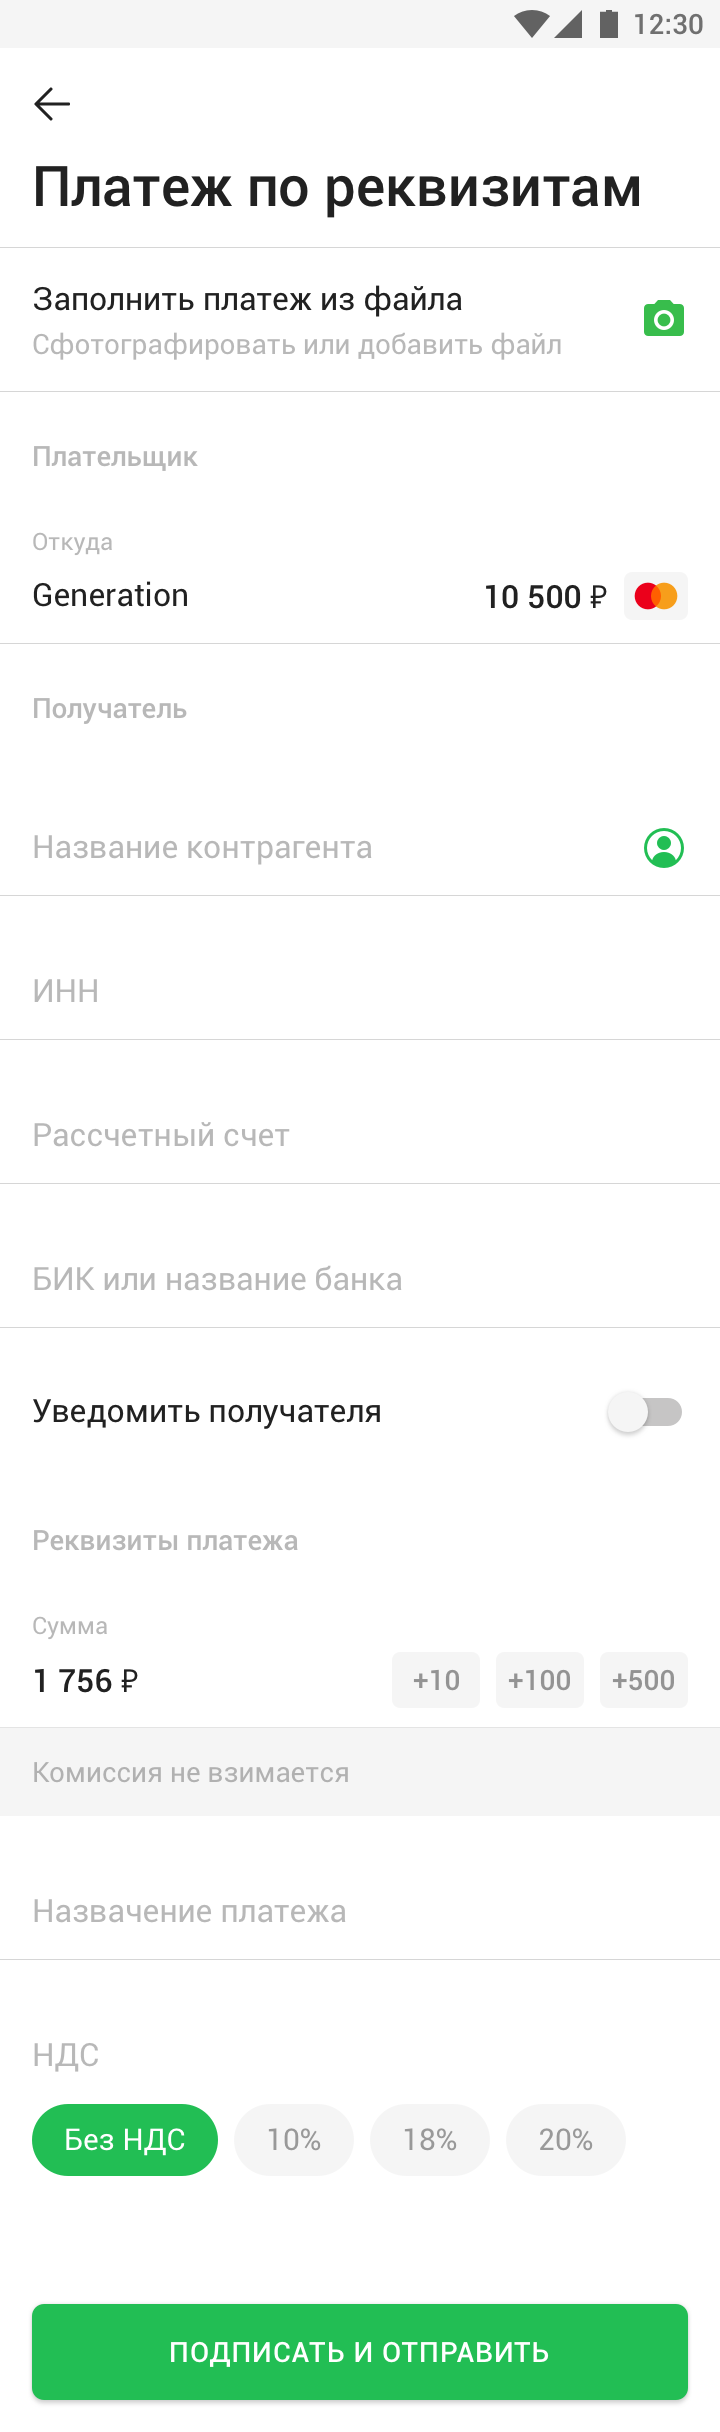 12:30
Платеж по реквизитам
Заполнить платеж из файла
Сфотографировать или добавить файл
Плательщик
Откуда
Generation 10 500 ₽
Получатель
Название контрагента
ИНН
Рассчетный счет
БИК или название банка
Уведомить получателя
Реквизиты платежа
Сумма
1 756 ₽ +10 +100 +500
Комиссия не взимается
Назвачение платежа
НДС
Без НДС 10% 18% 20%
ПОДПИСАТЬ И ОТПРАВИТЬ